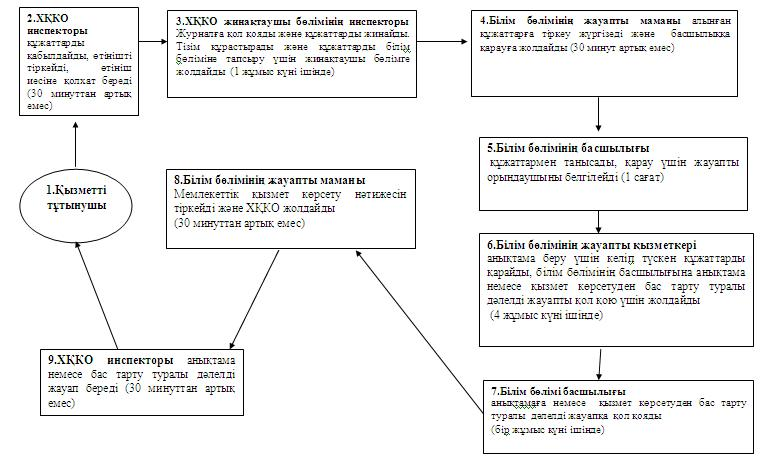 2.ХҚКО
инспекторы
құжаттарды
қабылдайды, өтінішті
тіркейді, өтініш
иесіне қолхат береді
(30 минуттан артық
емес)
3.ХҚКО жинақтаушы бөлімінің инспекторы
Журналға қол қояды және құжаттарды жинайды.
Тізім құрастырады және құжаттарды білім
бөліміне тапсыру үшін жинақтаушы бөлімге
жолдайды (1 жұмыс күні ішінде)
4.Білім бөлімінің жауапты маманы алынған
құжаттарға тіркеу жүргізеді және басшылыққа
қарауға жолдайды (30 минут артық емес)
5.Білім бөлімінің басшылығы
құжаттармен танысады, қарау үшін жауапты
орындаушыны белгілейді (1 сағат)
6.Білім бөлімінің жауапты қызметкері
анықтама беру үшін келіп түскен құжаттарды
қарайды, білім бөлімінің басшылығына анықтама
немесе қызмет көрсетуден бас тарту туралы
дәлелді жауапты қол қою үшін жолдайды
(4 жұмыс күні ішінде)
7.Білім бөлімі басшылығы
анықтамаға немесе қызмет көрсетуден бас тарту
туралы дәлелді жауапқа қол қояды
(бір жұмыс күні ішінде)
8.Білім бөлімінің жауапты маманы
Мемлекеттік қызмет көрсету нәтижесін
тіркейді және ХҚКО жолдайды
(30 минуттан артық емес)
9.ХҚКО инспекторы анықтама
немесе бас тарту туралы дәлелді
жауап береді (30 минуттан артық
емес)
1.Қызметті
тұтынушы